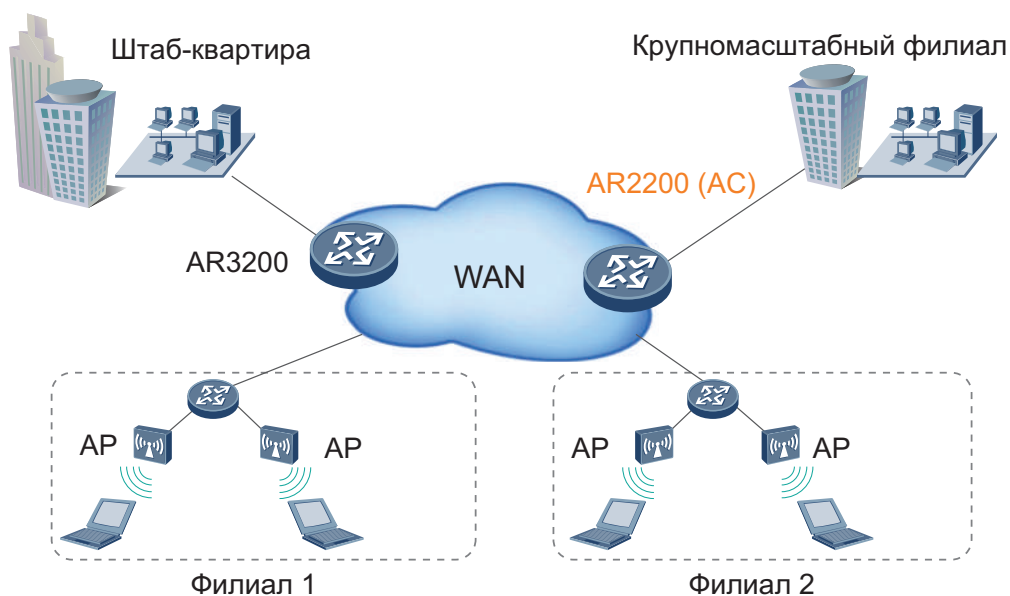 Штаб-квартира
Крупномасштабный филиал
AR2200 (AC)
AR3200
WAN
AP
AP
AP
AP
Филиал 1
Филиал 2